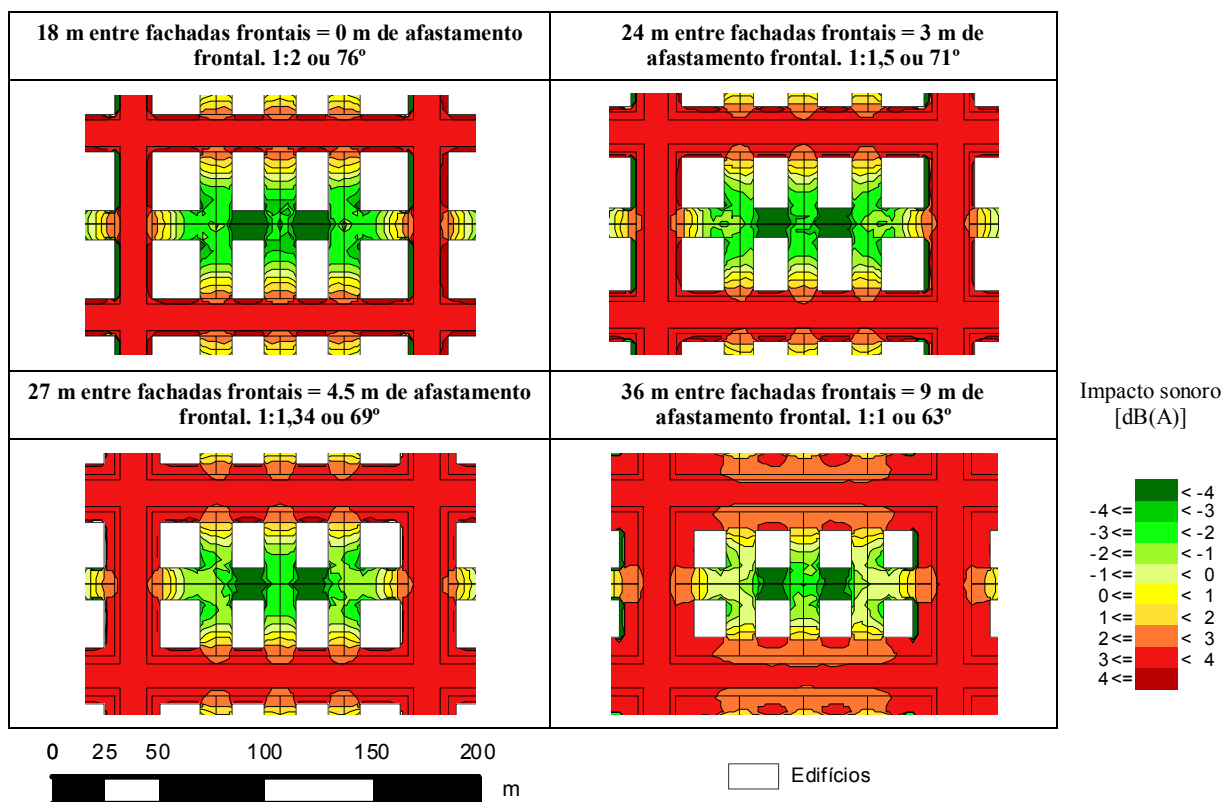 18 m entre fachadas frontais = 0 m de afastamento
frontal. 1:2 ou 76º
24 m entre fachadas frontais = 3 m de
afastamento frontal. 1:1,5 ou 71º
27 m entre fachadas frontais = 4.5 m de afastamento
frontal. 1:1,34 ou 69º
36 m entre fachadas frontais = 9 m de
afastamento frontal. 1:1 ou 63º
Impacto sonoro
[dB(A)]
< -4
-4 <= < -3
-3 <= < -2
-2 <= < -1
-1 <= < 0
0 <= < 1
1 <= < 2
2 <= < 3
3 <= < 4
4 <=
0 25 50 100 150 200
m
Edifícios